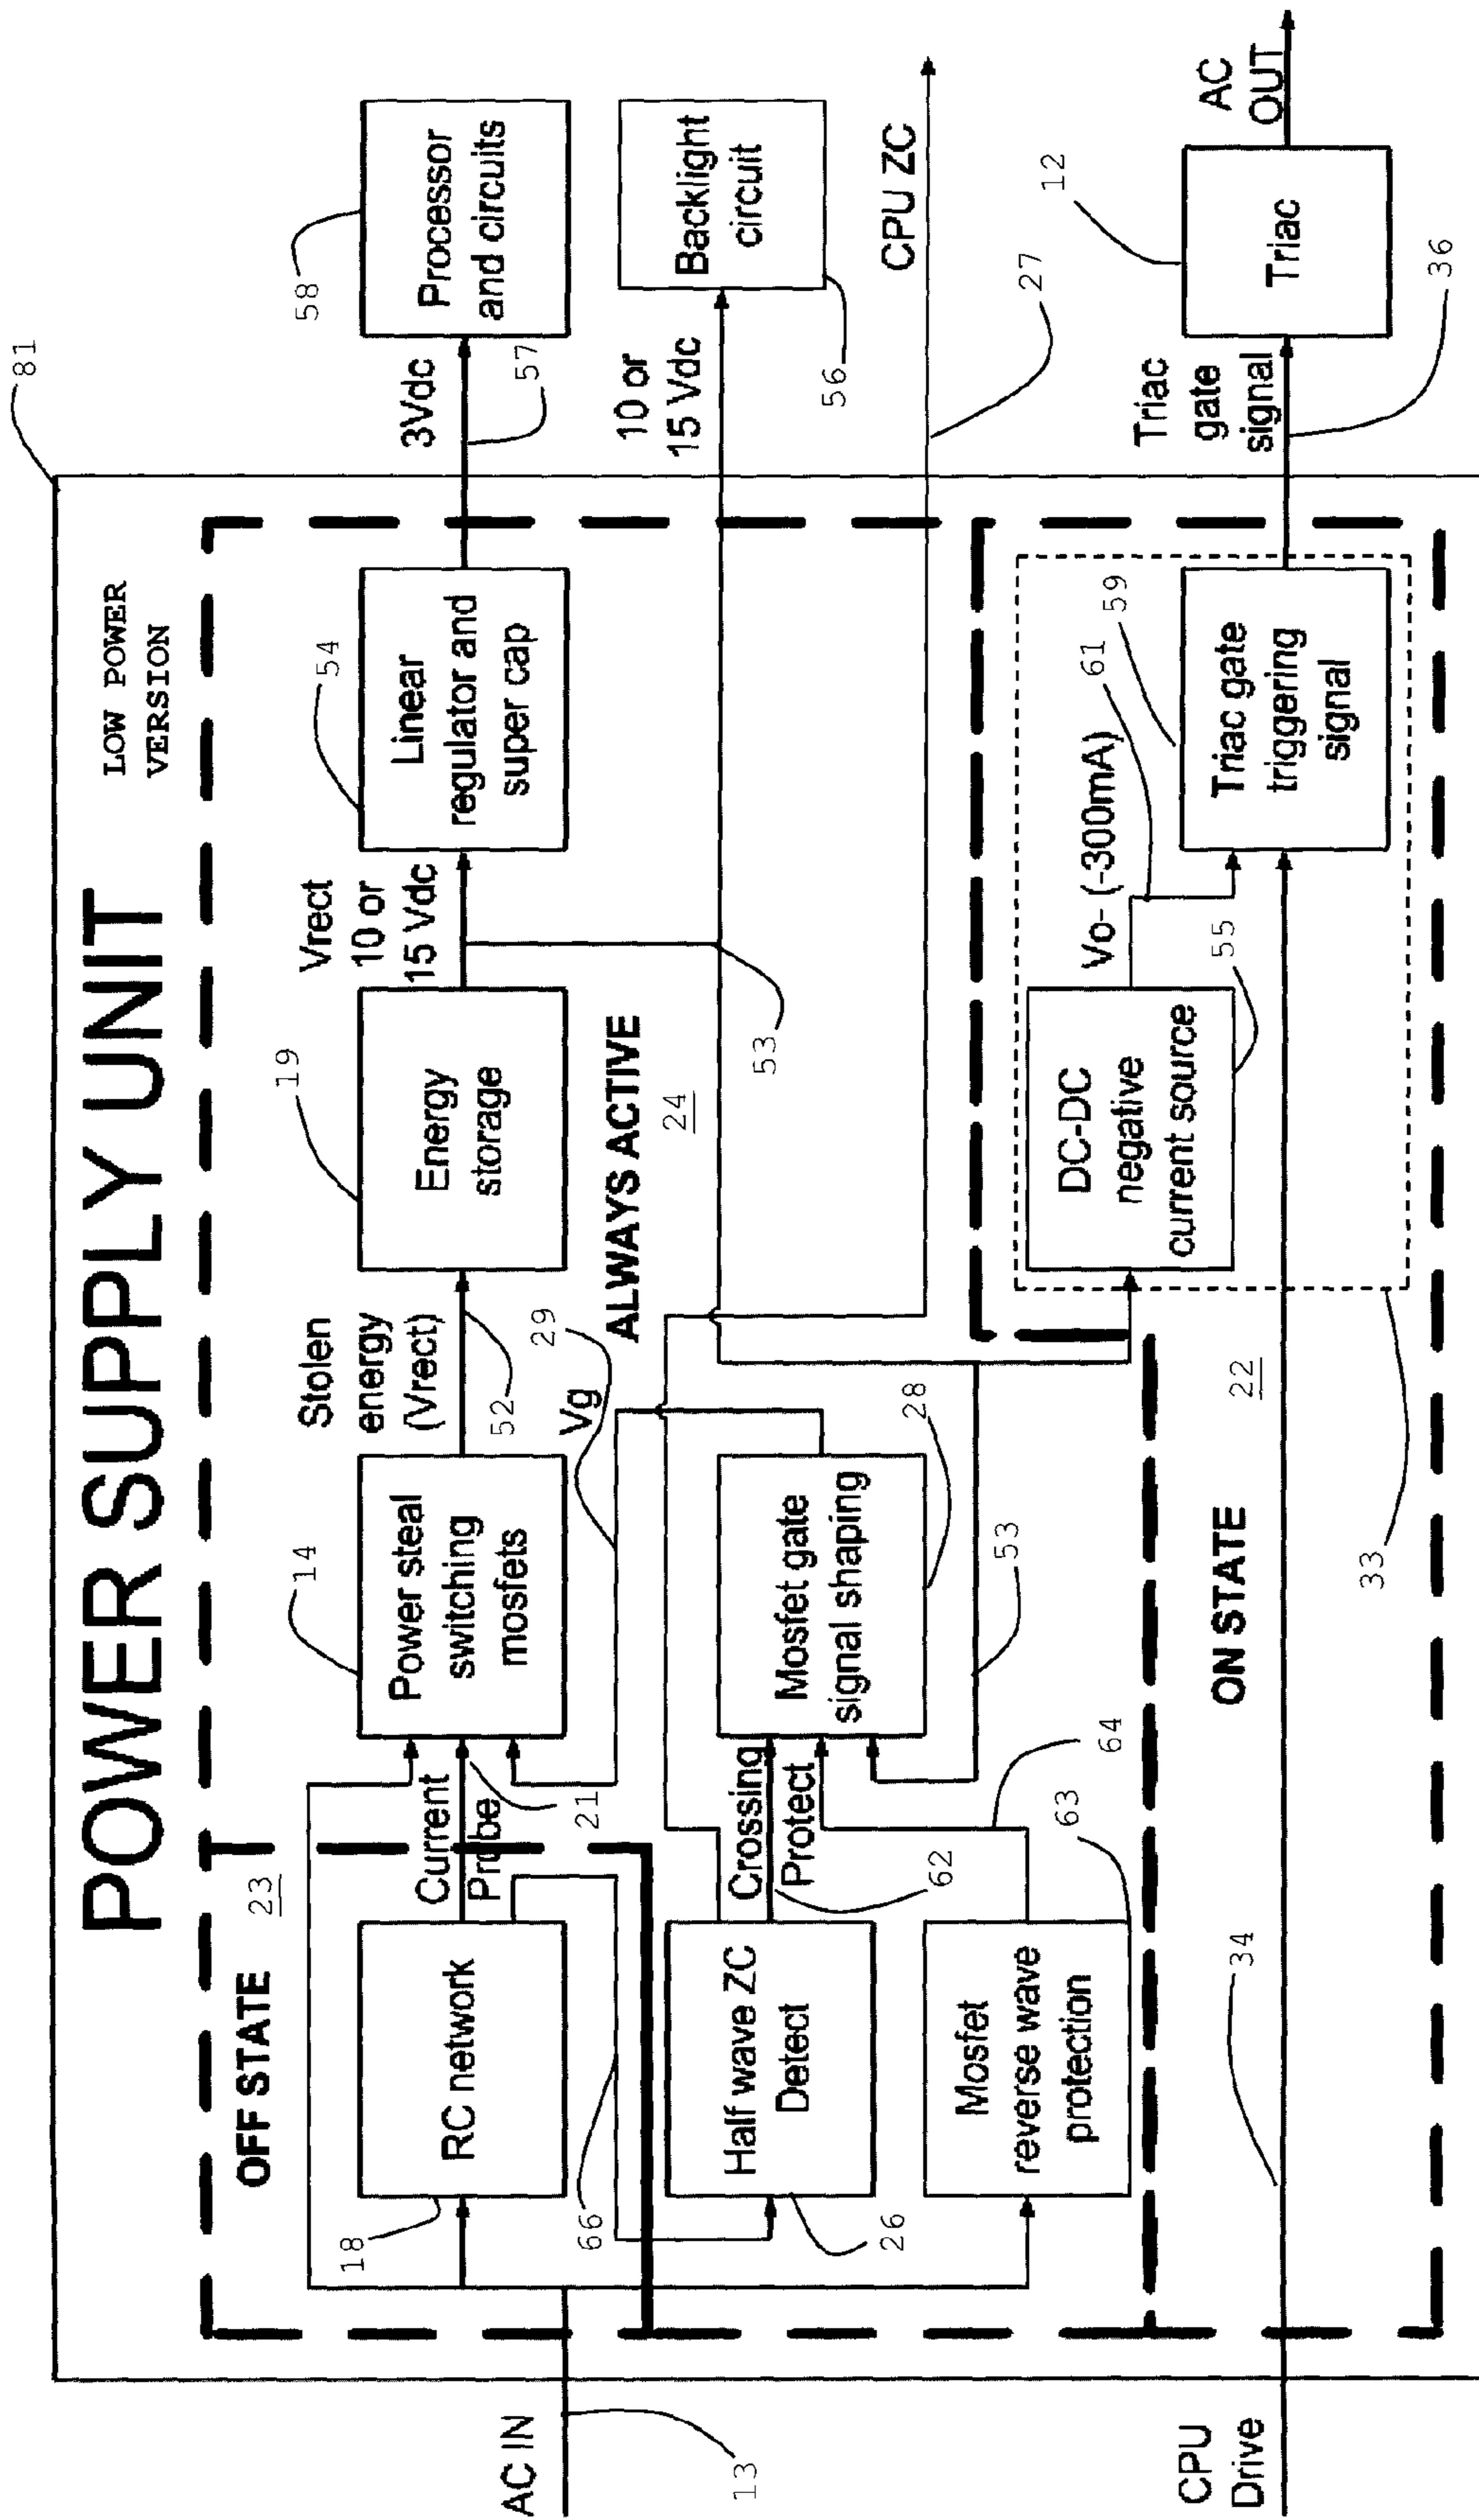 POWER SUPPLY UNIT
LOW POWER
VERSION
81
OFF STATE
23
AC IN
13
RC network
18
Current
Probe
21
66
Power steal
switching
mosfets
14
Stolen
energy
(Vrect)
52
Energy
storage
19
Vrect
10 or
15 Vdc
Linear
regulator and
super cap
54
3Vdc
57
Processor
and circuits
58
Half wave ZC
Detect
26
Crossing
Protect
62
Mosfet gate
signal shaping
28
Vg
29
ALWAYS ACTIVE
24
53
10 or
15 Vdc
Backlight
circuit
56
CPU ZC
27
Mosfet
reverse wave
protection
63
64
53
ON STATE
22
33
DC-DC
negative
current source
55
Vo- (-300mA)
61
Triac gate
triggering
signal
59
Triac
gate
signal
36
Triac
12
AC
OUT
CPU
Drive
34